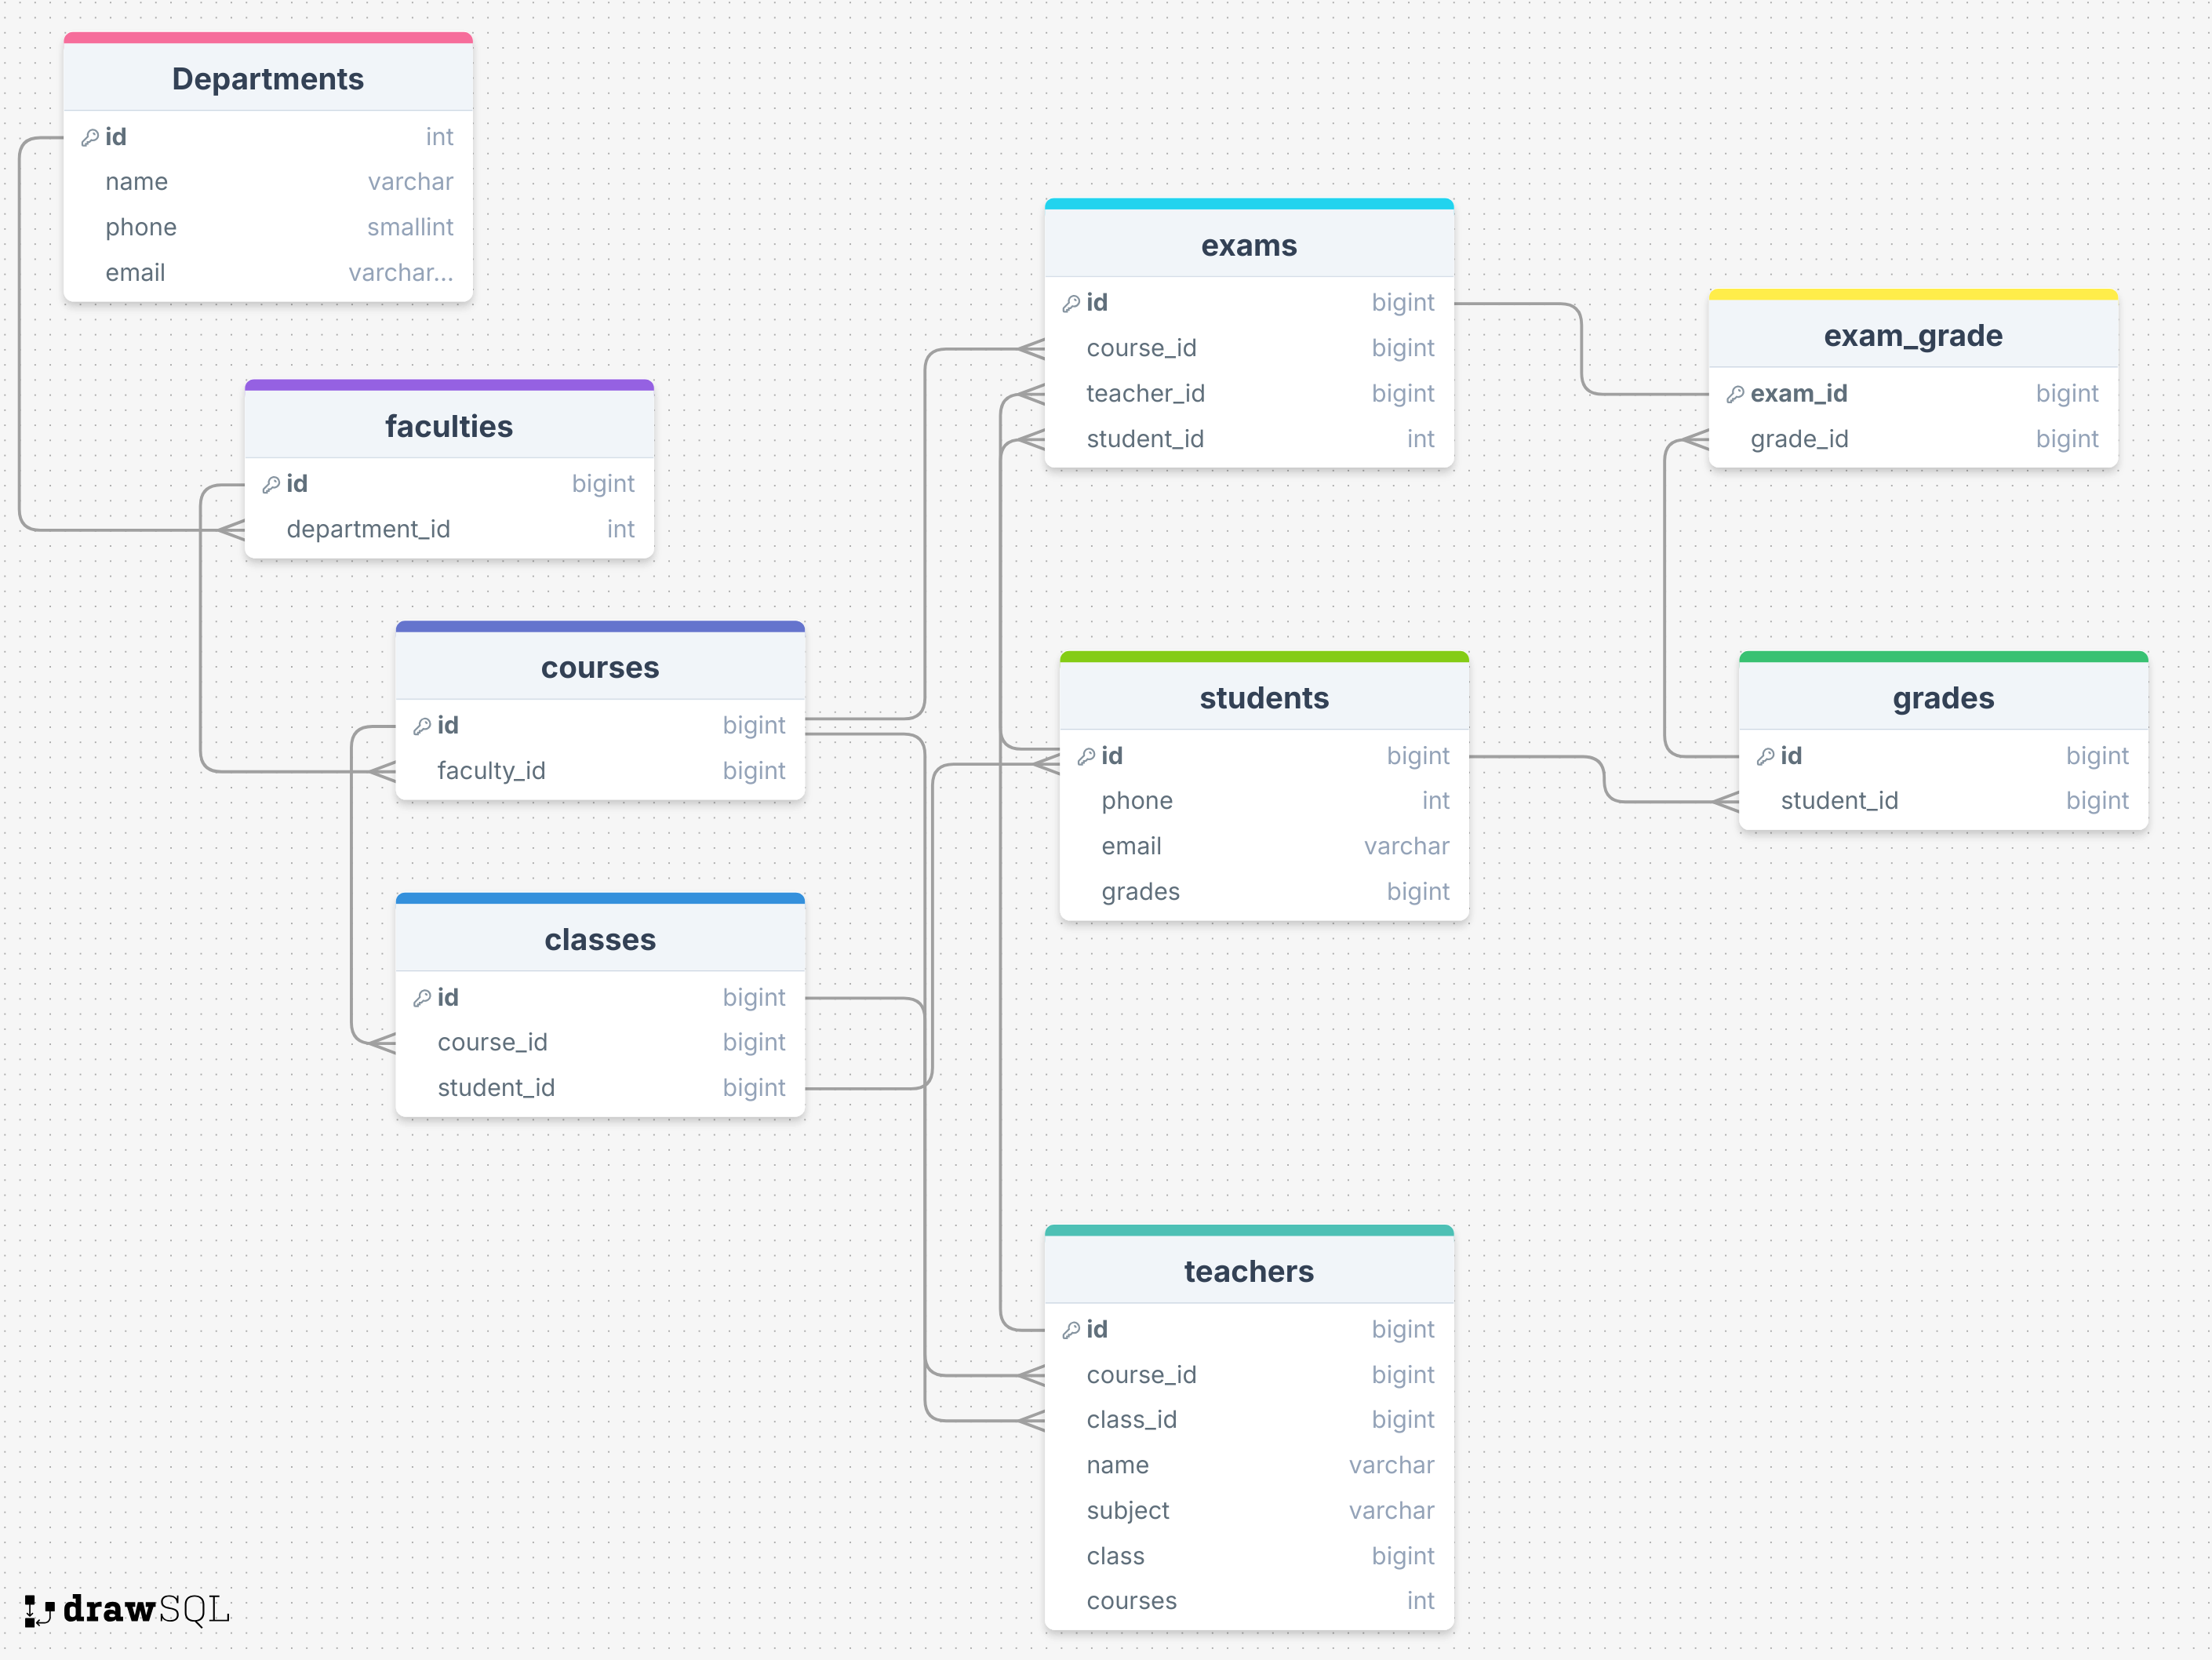 Departments
id int
name varchar
phone smallint
email varchar...
faculties
id bigint
department_id int
courses
id bigint
faculty_id bigint
classes
id bigint
course_id bigint
student_id bigint
exams
id bigint
course_id bigint
teacher_id bigint
student_id int
students
id bigint
phone int
email varchar
grades bigint
teachers
id bigint
course_id bigint
class_id bigint
name varchar
subject varchar
class bigint
courses int
exam_grade
exam_id bigint
grade_id bigint
grades
id bigint
student_id bigint
drawSQL